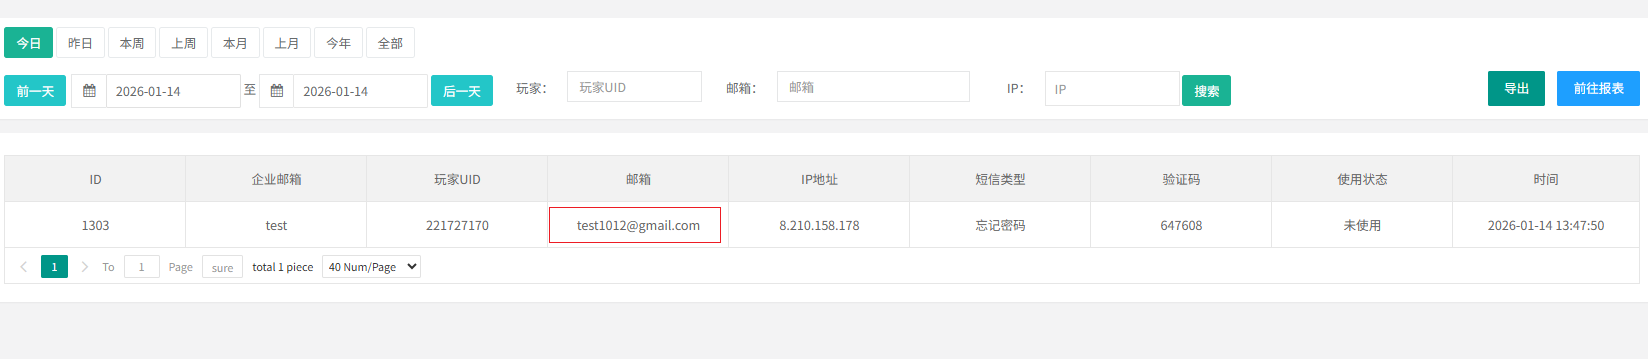 今日 昨日 本周 上周 本月 上月 今年 全部
前一天 2026-01-14 至 2026-01-14 后一天 玩家： 玩家UID 邮箱： 邮箱 IP： IP 搜索 导出 前往报表
ID 企业邮箱 玩家UID 邮箱 IP地址 短信类型 验证码 使用状态 时间
1303 test 221727170 test1012@gmail.com 8.210.158.178 忘记密码 647608 未使用 2026-01-14 13:47:50
1 To 1 Page sure total 1 piece 40 Num/Page